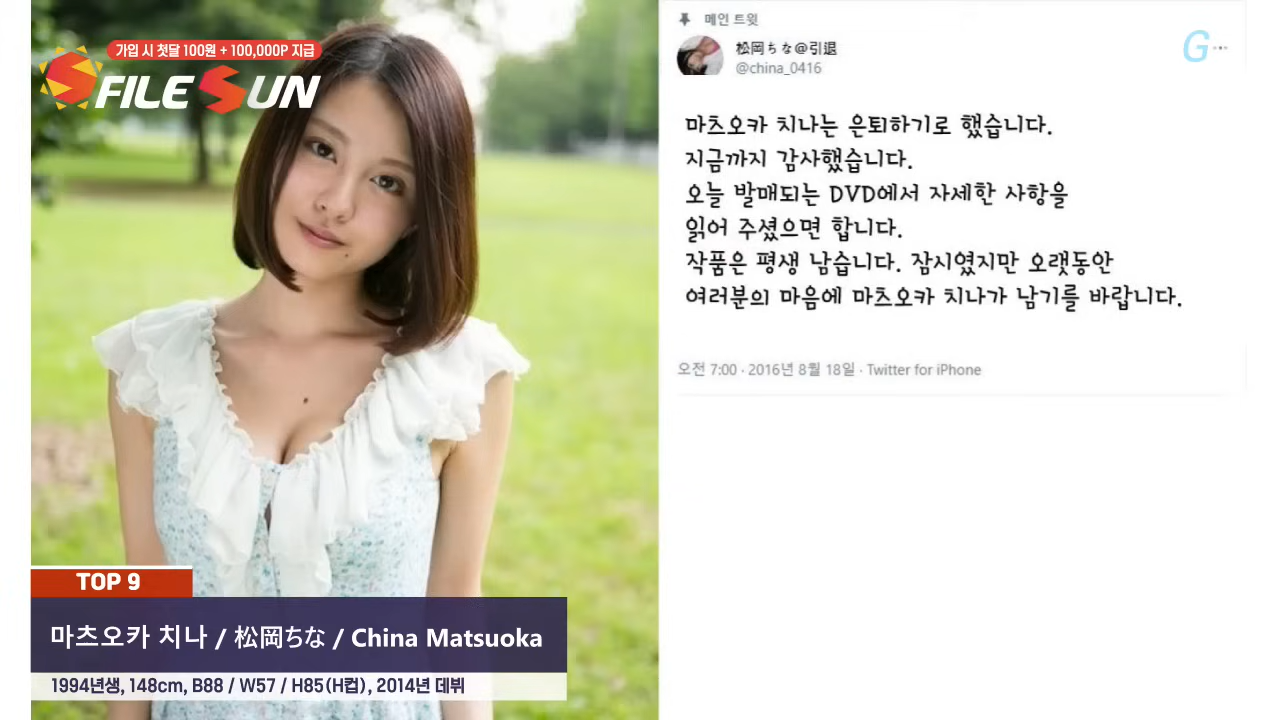 가입 시 첫달 100원 + 100,000P 지급
FILE SUN
TOP 9
마츠오카 치나 / 松岡ちな / China Matsuoka
1994년생, 148cm, B88 / W57 / H85(H컵), 2014년 데뷔
메인 트윗
松岡ちな@引退
@china_0416
G
마츠오카 치나는 은퇴하기로 했습니다.
지금까지 감사했습니다.
오늘 발매되는 DVD에서 자세한 사항을
읽어 주셨으면 합니다.
작품은 평생 남습니다. 잠시였지만 오랫동안
여러분의 마음에 마츠오카 치나가 남기를 바랍니다.
오전 7:00 · 2016년 8월 18일 · Twitter for iPhone